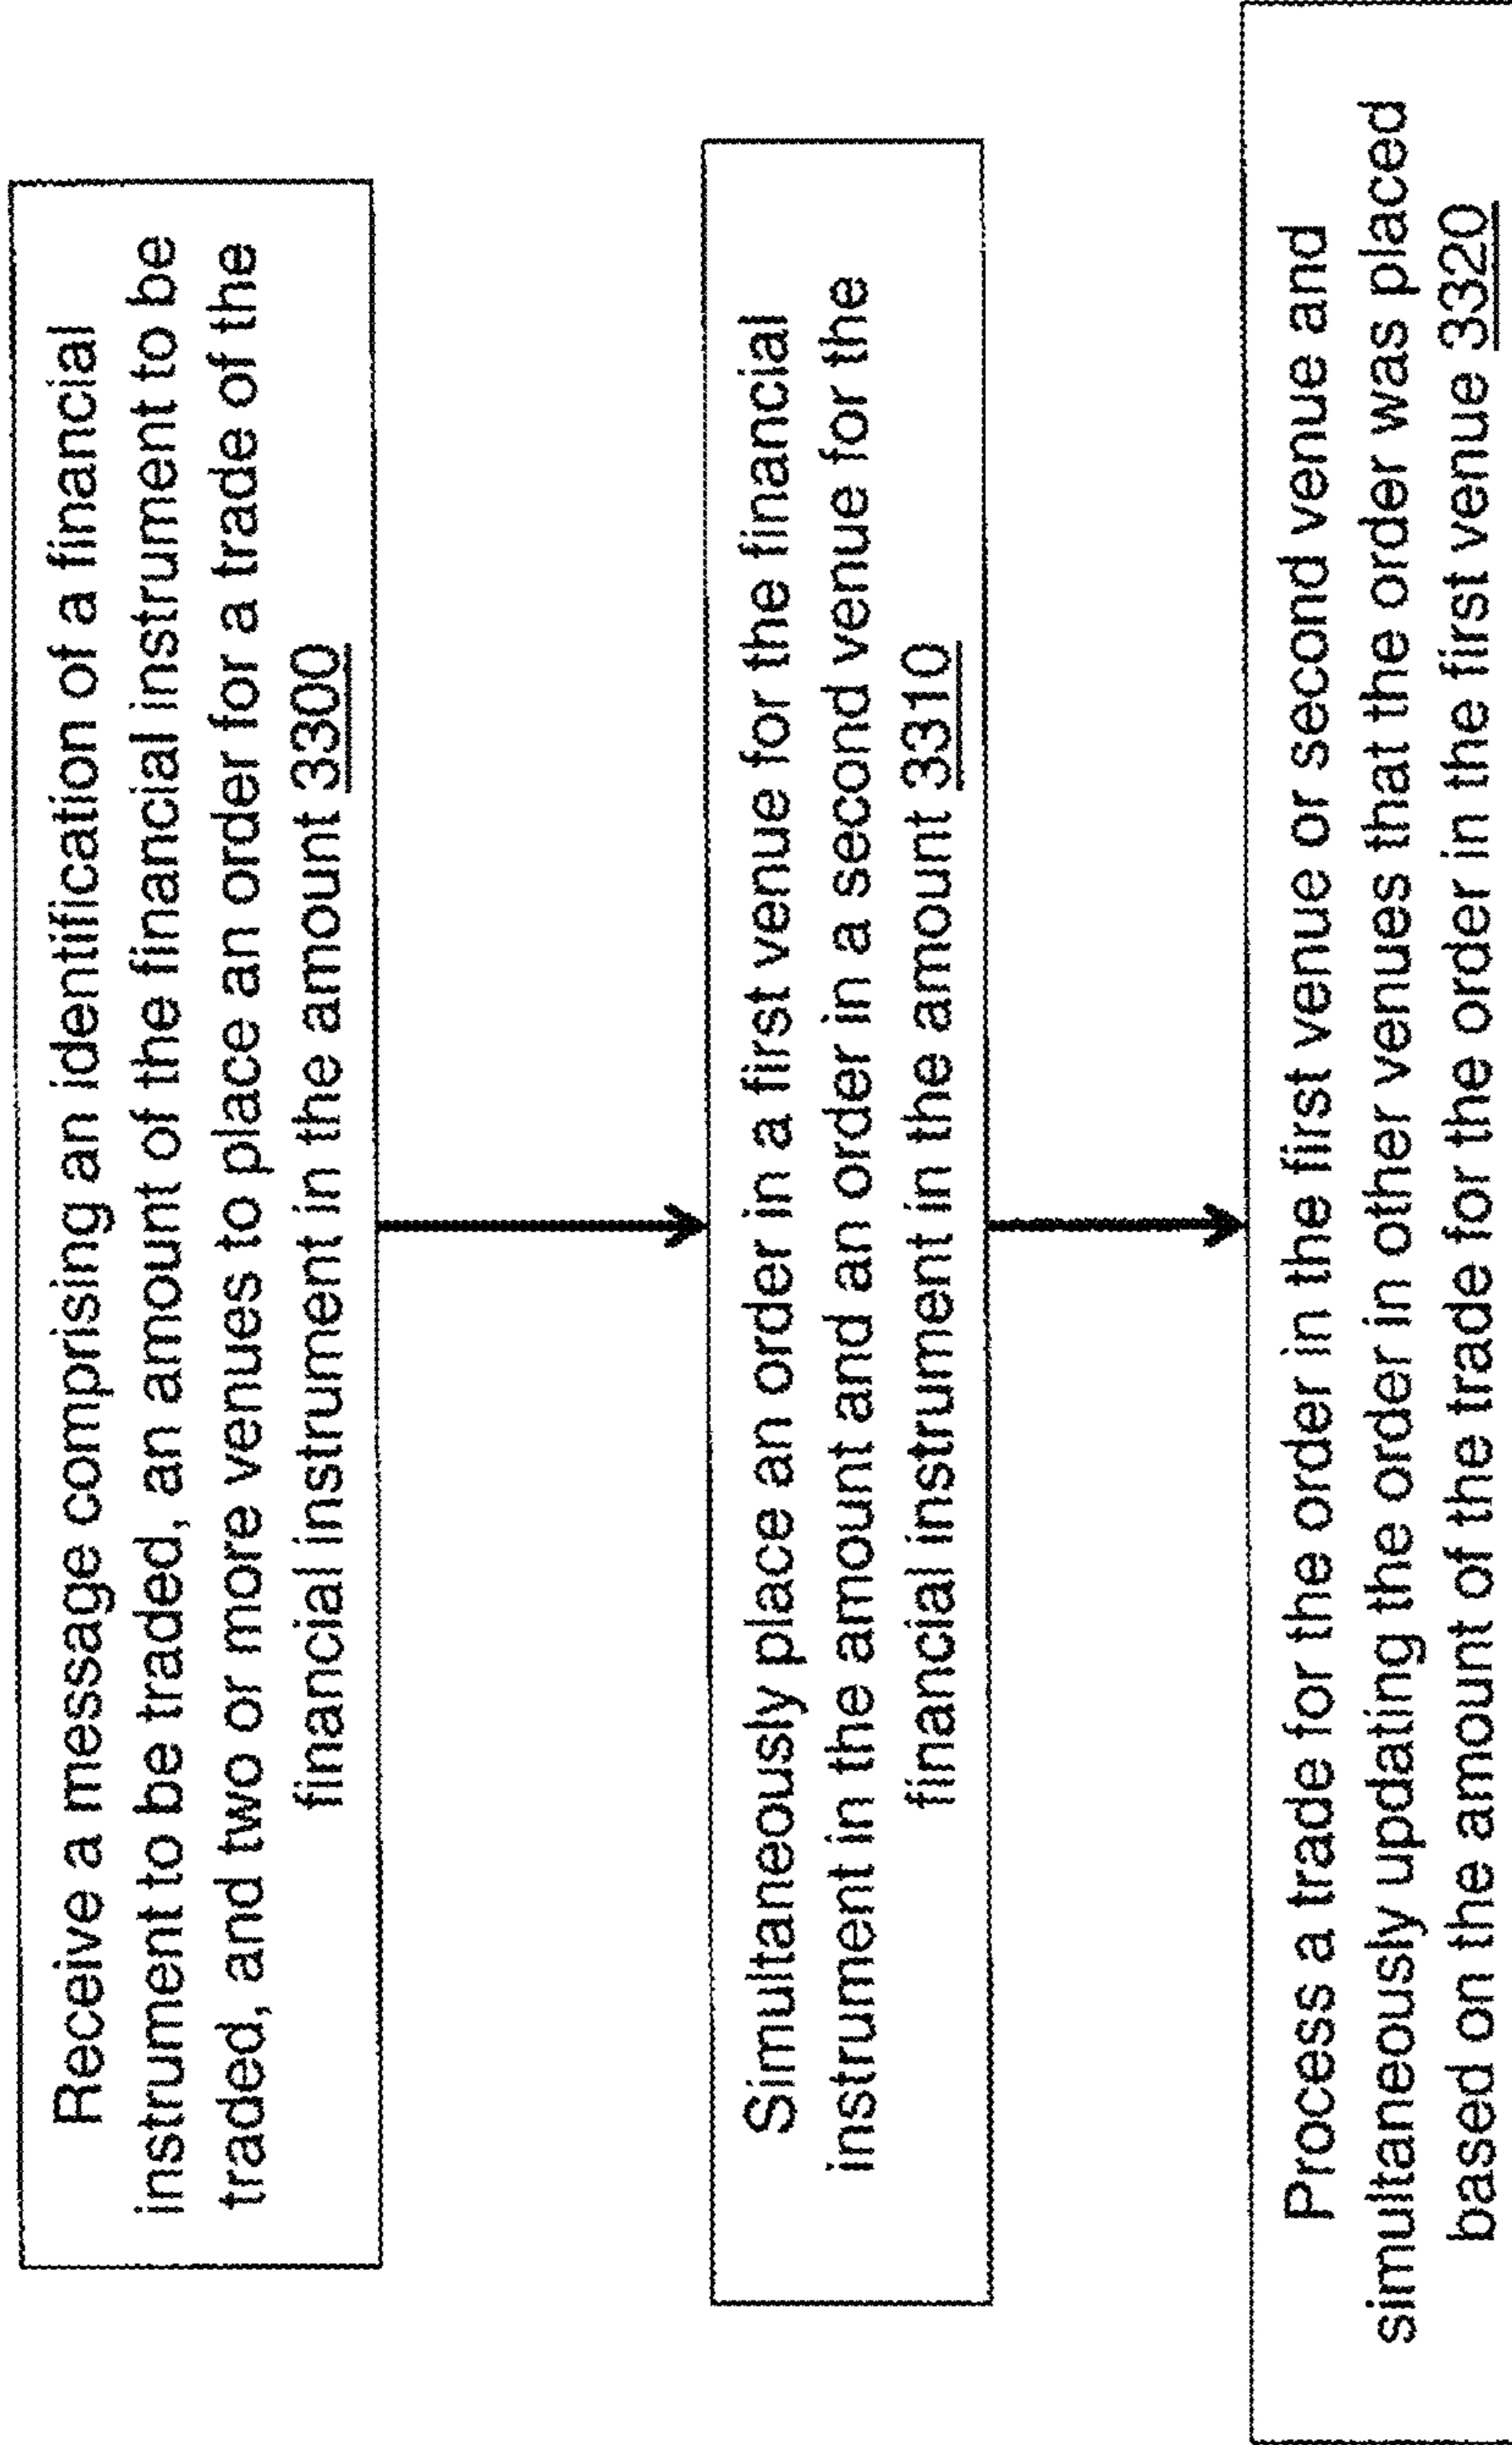 Receive a message comprising an identification of a financial
instrument to be traded, an amount of the financial instrument to be
traded, and two or more venues to place an order for a trade of the
financial instrument in the amount 3300
Simultaneously place an order in a first venue for the financial
instrument in the amount and an order in a second venue for the
financial instrument in the amount 3310
Process a trade for the order in the first venue or second venue and
simultaneously updating the order in other venues that the order was placed
based on the amount of the trade for the order in the first venue 3320